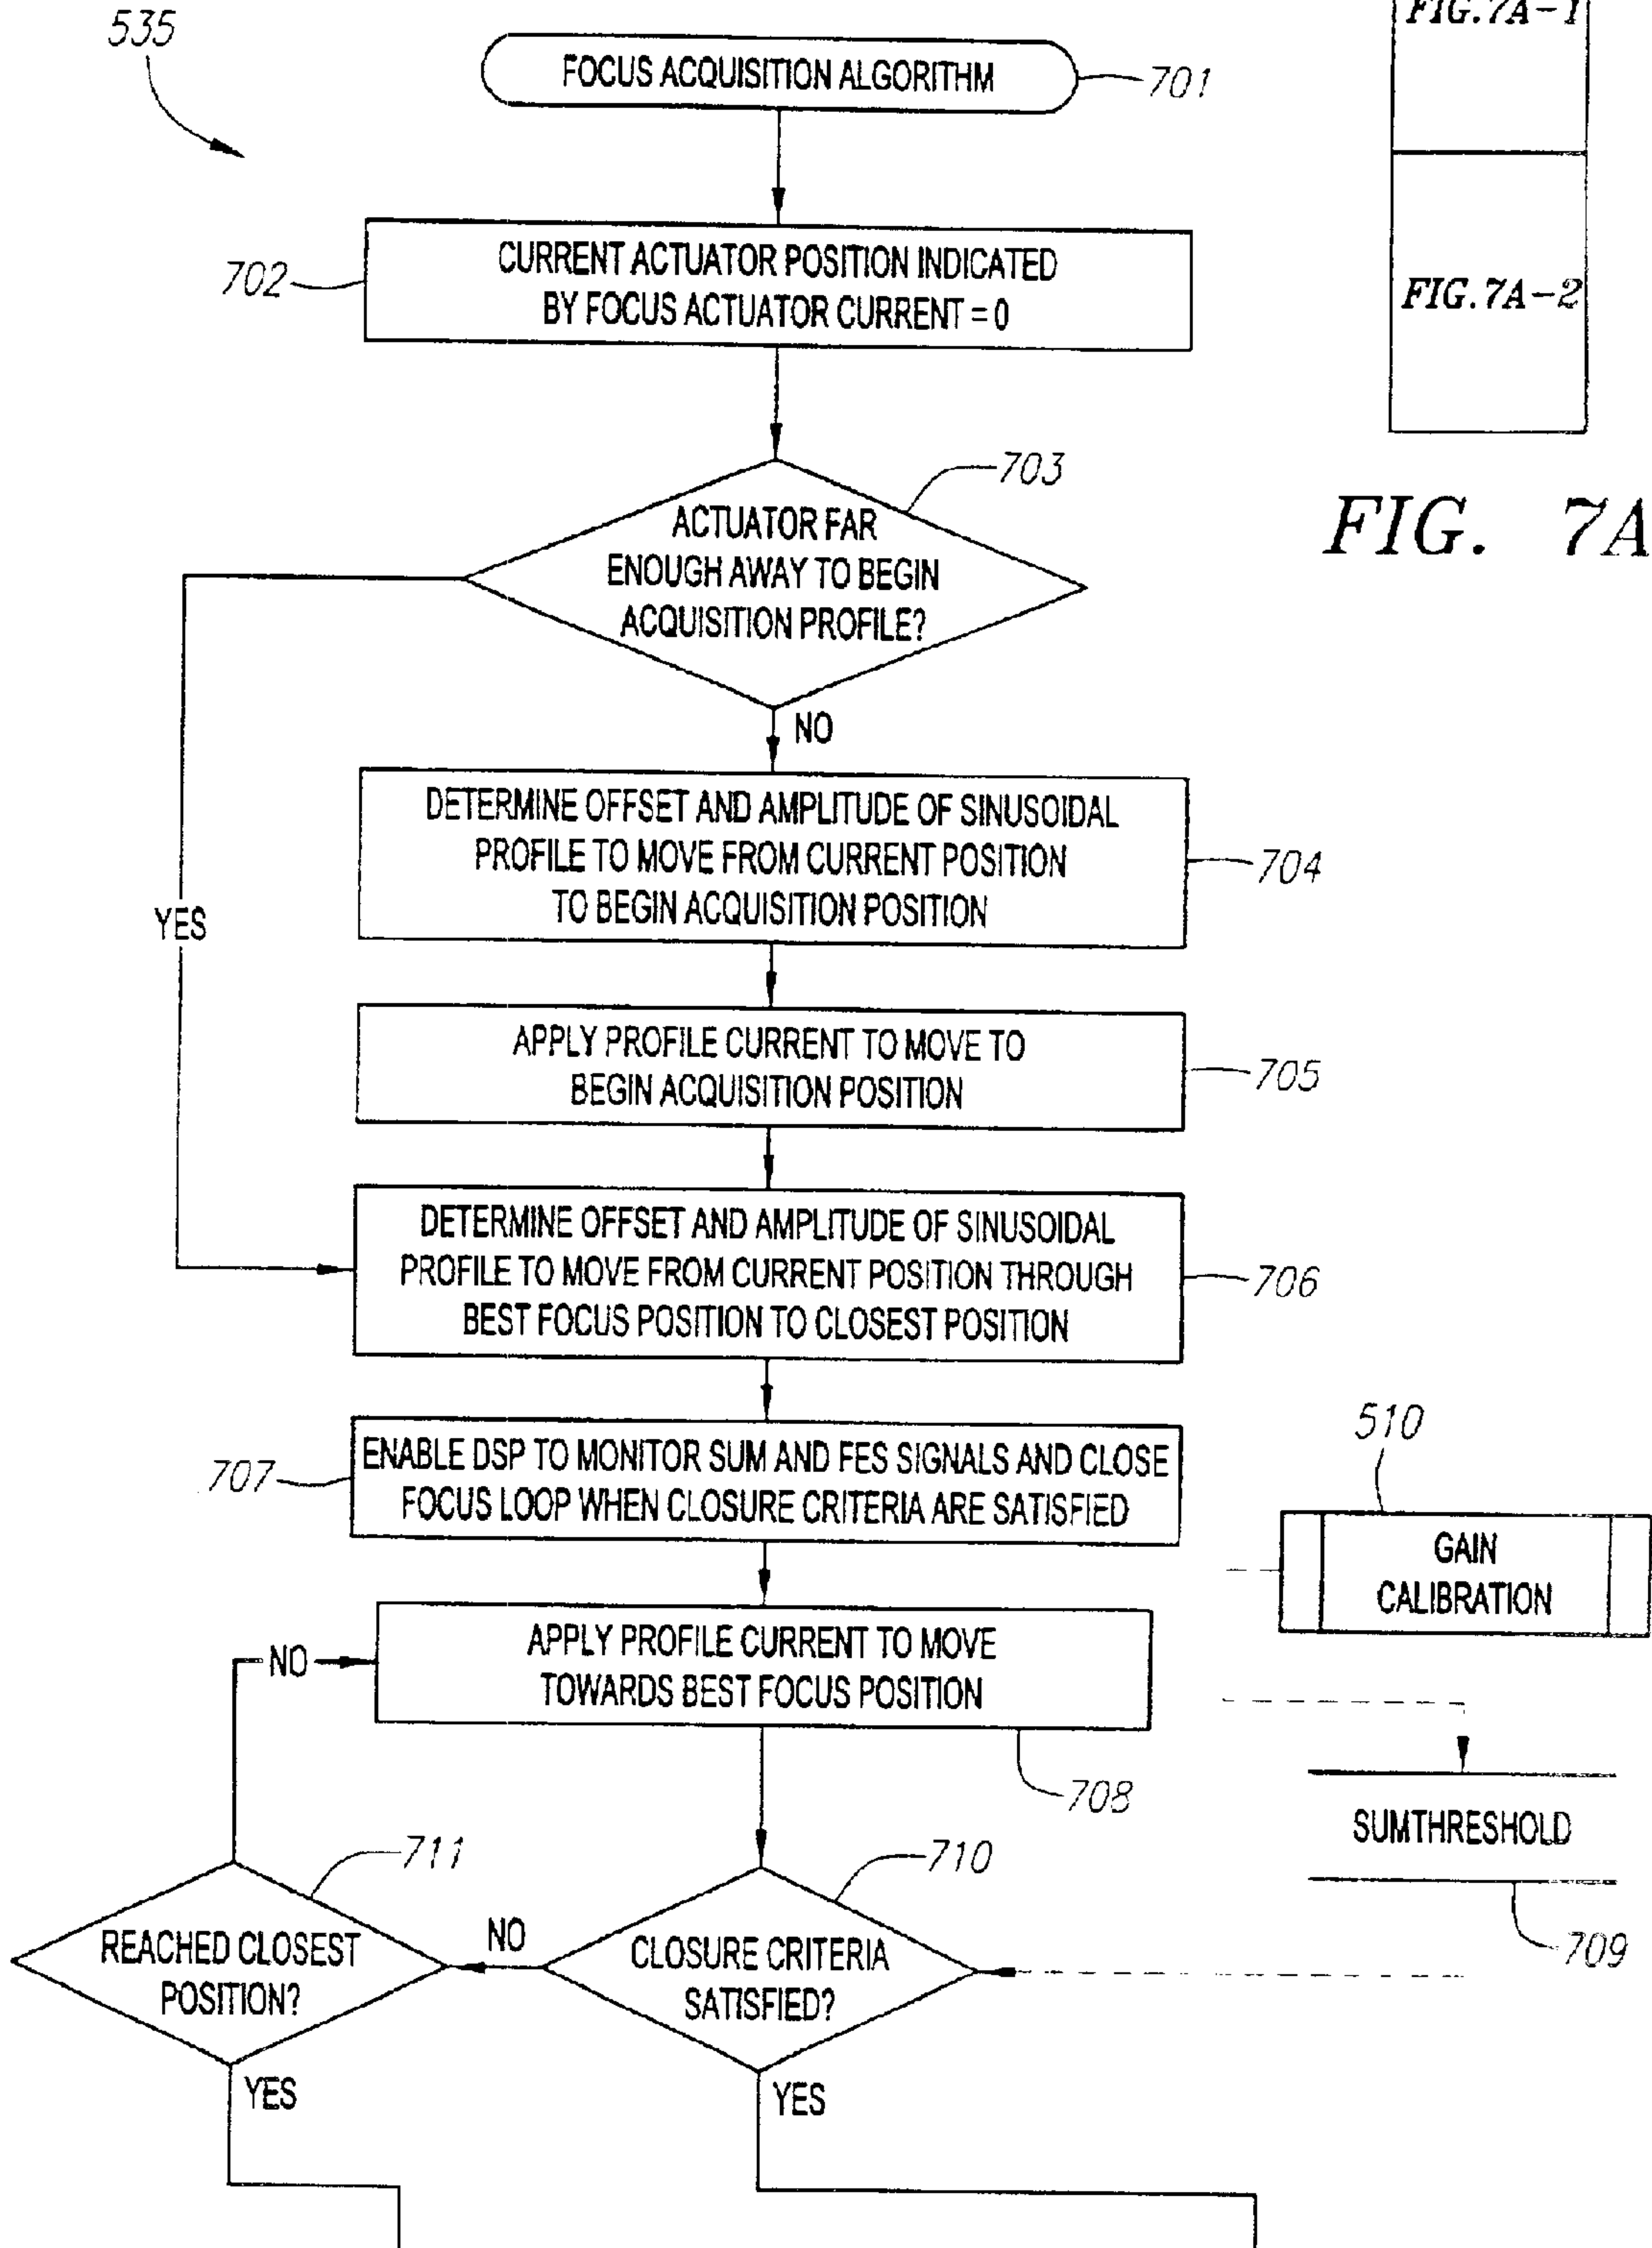 535
FIG.7A-1
FOCUS ACQUISITION ALGORITHM
701
CURRENT ACTUATOR POSITION INDICATED
BY FOCUS ACTUATOR CURRENT = 0
702
FIG.7A-2
FIG. 7A
703
ACTUATOR FAR
ENOUGH AWAY TO BEGIN
ACQUISITION PROFILE?
NO
YES
DETERMINE OFFSET AND AMPLITUDE OF SINUSOIDAL
PROFILE TO MOVE FROM CURRENT POSITION
TO BEGIN ACQUISITION POSITION
704
APPLY PROFILE CURRENT TO MOVE TO
BEGIN ACQUISITION POSITION
705
DETERMINE OFFSET AND AMPLITUDE OF SINUSOIDAL
PROFILE TO MOVE FROM CURRENT POSITION THROUGH
BEST FOCUS POSITION TO CLOSEST POSITION
706
707
ENABLE DSP TO MONITOR SUM AND FES SIGNALS AND CLOSE
FOCUS LOOP WHEN CLOSURE CRITERIA ARE SATISFIED
510
GAIN
CALIBRATION
NO
APPLY PROFILE CURRENT TO MOVE
TOWARDS BEST FOCUS POSITION
708
SUMTHRESHOLD
709
711
710
REACHED CLOSEST
POSITION?
NO
CLOSURE CRITERIA
SATISFIED?
YES
YES